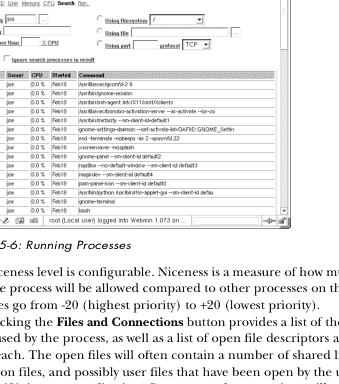 ID User Memory CPU Search Run..
joe ... Using filesystem /
Using file ...
re than % CPU Using port protocol TCP
Ignore search processes in result
Owner CPU Started Command
joe 0.0 % Feb18 /usr/libexec/gconfd-2 9
joe 0.0 % Feb18 /usr/bin/gnome-session
joe 0.0 % Feb18 /usr/bin/ssh-agent /etc/X11/xinit/Xclients
joe 0.0 % Feb18 /usr/libexec/bonobo-activation-server --ac-activate --ior-ou
joe 0.0 % Feb18 /usr/bin/metacity --sm-client-id=default1
joe 0.0 % Feb18 gnome-settings-daemon --oaf-activate-iid=OAFIID:GNOME_Settin
joe 0.0 % Feb18 esd -terminate -nobeeps -as 2 -spawnfd 22
joe 0.0 % Feb18 xscreensaver -nosplash
joe 0.0 % Feb18 gnome-panel --sm-client-id default2
joe 0.0 % Feb18 nautilus --no-default-window --sm-client-id default3
joe 0.6 % Feb18 magicdev --sm-client-id default4
joe 0.0 % Feb18 pam-panel-icon --sm-client-id default0
joe 0.0 % Feb18 /usr/bin/python /usr/bin/rhn-applet-gui --sm-client-id defau
joe 0.0 % Feb18 gnome-terminal
joe 0.0 % Feb18 bash
root (Local user) logged into Webmin 1.073 on ...
5-6: Running Processes
ceness level is configurable. Niceness is a measure of how mu
e process will be allowed compared to other processes on th
es go from -20 (highest priority) to +20 (lowest priority).
cking the Files and Connections button provides a list of the
used by the process, as well as a list of open file descriptors a
each. The open files will often contain a number of shared li
on files, and possibly user files that have been open by the u